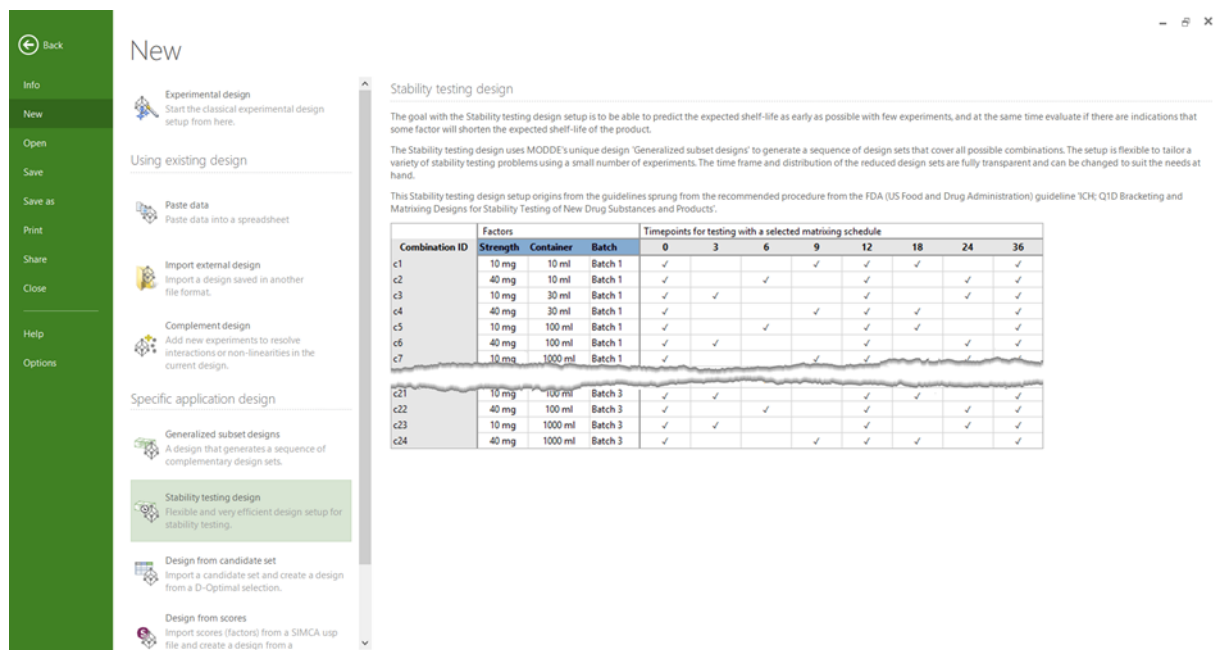 Back
Info
New
Open
Save
Save as
Print
Share
Close
Help
Options
New
Experimental design
Start the classical experimental design
setup from here.
Using existing design
Paste data
Paste data into a spreadsheet
Import external design
Import a design saved in another
file format.
Complement design
Add new experiments to resolve
interactions or non-linearities in the
current design.
Specific application design
Generalized subset designs
A design that generates a sequence of
complementary design sets.
Stability testing design
Flexible and very efficient design setup for
stability testing.
Design from candidate set
Import a candidate set and create a design
from a D-Optimal selection.
Design from scores
Import scores (factors) from a SIMCA usp
file and create a design from a
Stability testing design
The goal with the Stability testing design setup is to be able to predict the expected shelf-life as early as possible with few experiments, and at the same time evaluate if there are indications that
some factor will shorten the expected shelf-life of the product.
The Stability testing design uses MODDE's unique design 'Generalized subset designs' to generate a sequence of design sets that cover all possible combinations. The setup is flexible to tailor a
variety of stability testing problems using a small number of experiments. The time frame and distribution of the reduced design sets are fully transparent and can be changed to suit the needs at
hand.
This Stability testing design setup origins from the guidelines sprung from the recommended procedure from the FDA (US Food and Drug Administration) guideline 'ICH; Q1D Bracketing and
Matrixing Designs for Stability Testing of New Drug Substances and Products'.
Factors Timepoints for testing with a selected matrixing schedule
Combination ID Strength Container Batch 0 3 6 9 12 18 24 36
c1 10 mg 10 ml Batch 1 ✓ ✓ ✓ ✓ ✓
c2 40 mg 10 ml Batch 1 ✓ ✓ ✓ ✓ ✓
c3 10 mg 30 ml Batch 1 ✓ ✓ ✓ ✓ ✓
c4 40 mg 30 ml Batch 1 ✓ ✓ ✓ ✓ ✓
c5 10 mg 100 ml Batch 1 ✓ ✓ ✓ ✓ ✓
c6 40 mg 100 ml Batch 1 ✓ ✓ ✓ ✓ ✓
c7 10 mg 1000 ml Batch 1 ✓ ✓ ✓ ✓ ✓
c21 10 mg 100 ml Batch 3 ✓ ✓ ✓ ✓ ✓
c22 40 mg 100 ml Batch 3 ✓ ✓ ✓ ✓ ✓
c23 10 mg 1000 ml Batch 3 ✓ ✓ ✓ ✓ ✓
c24 40 mg 1000 ml Batch 3 ✓ ✓ ✓ ✓ ✓